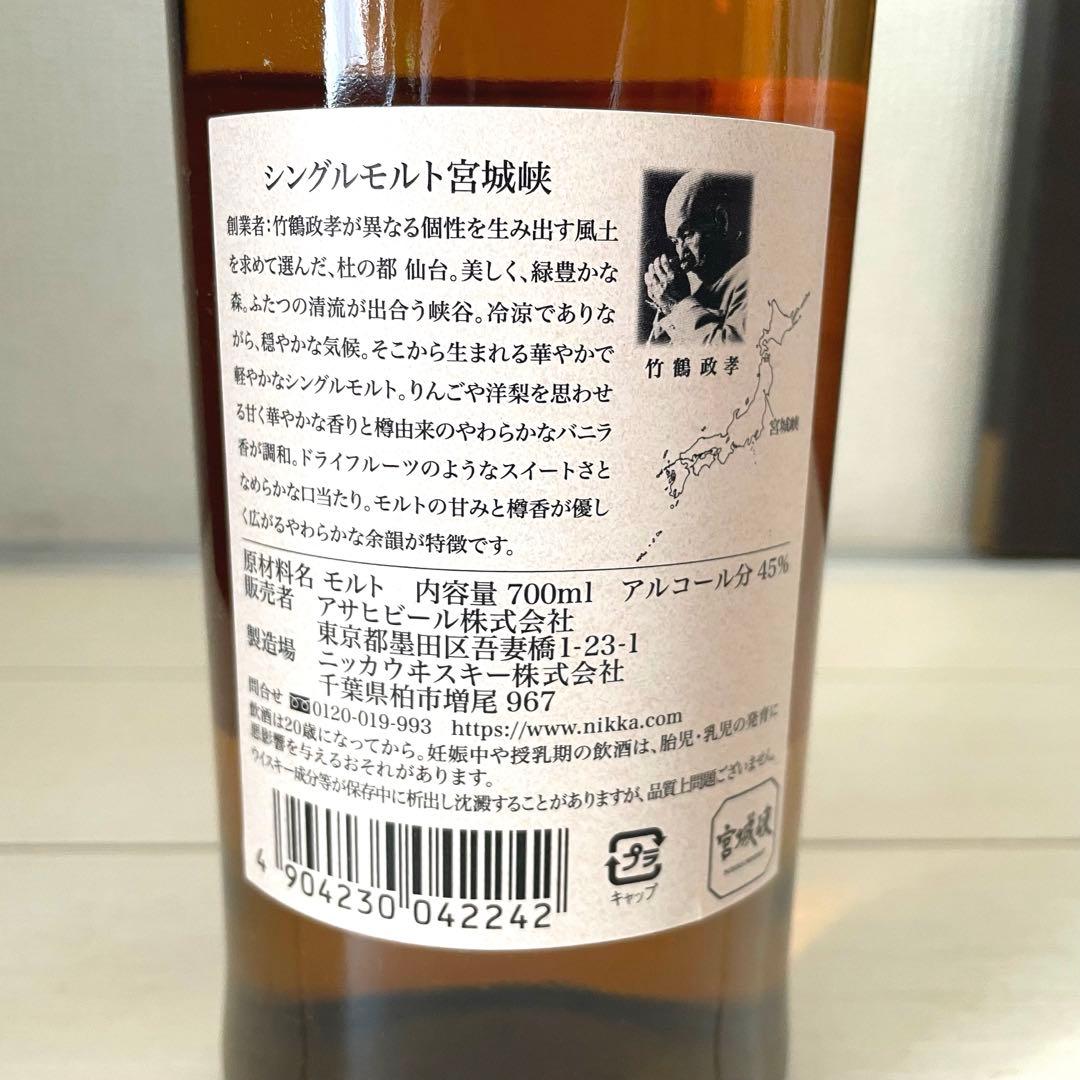 シングルモルト宮城峡
創業者:竹鶴政孝が異なる個性を生み出す風土
を求めて選んだ、杜の都 仙台。美しく、緑豊かな
森。ふたつの清流が出合う峡谷。冷涼でありな
がら、穏やかな気候。そこから生まれる華やかで
軽やかなシングルモルト。りんごや洋梨を思わせ
る甘く華やかな香りと樽由来のやわらかなバニラ
香が調和。ドライフルーツのようなスイートさと
なめらかな口当たり。モルトの甘みと樽香が優し
く広がるやわらかな余韻が特徴です。
竹鶴政孝
宮城峡
原材料名 モルト 内容量 700ml アルコール分 45%
販売者 アサヒビール株式会社
東京都墨田区吾妻橋1-23-1
製造場 ニッカウヰスキー株式会社
千葉県柏市増尾 967
問合せ 0120-019-993 https://www.nikka.com
飲酒は20歳になってから。妊娠中や授乳期の飲酒は、胎児・乳児の発育に
悪影響を与えるおそれがあります。
ウイスキー成分等が保存中に析出し沈澱することがありますが、品質上問題ございません。
4 904230 042242
プラ
キャップ
宮城峡